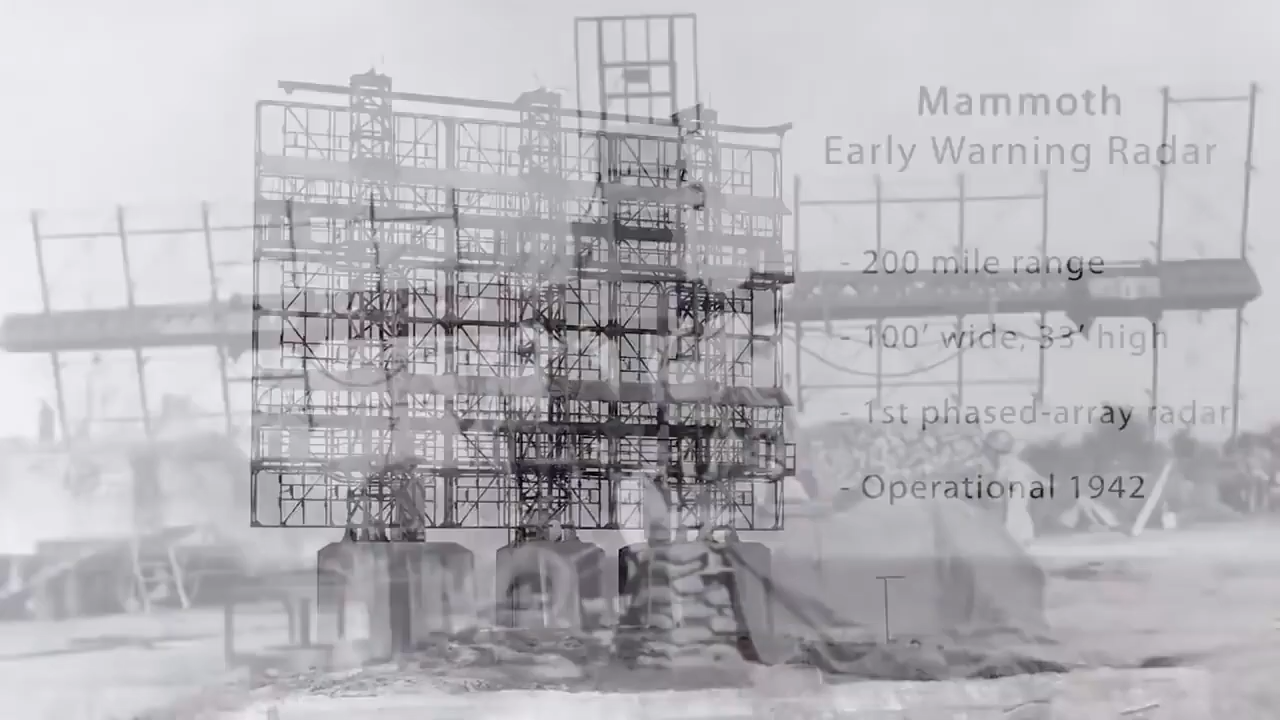 Mammoth
Early Warning Radar
- 200 mile range
- 100' wide, 33' high
- 1st phased-array radar
- Operational 1942